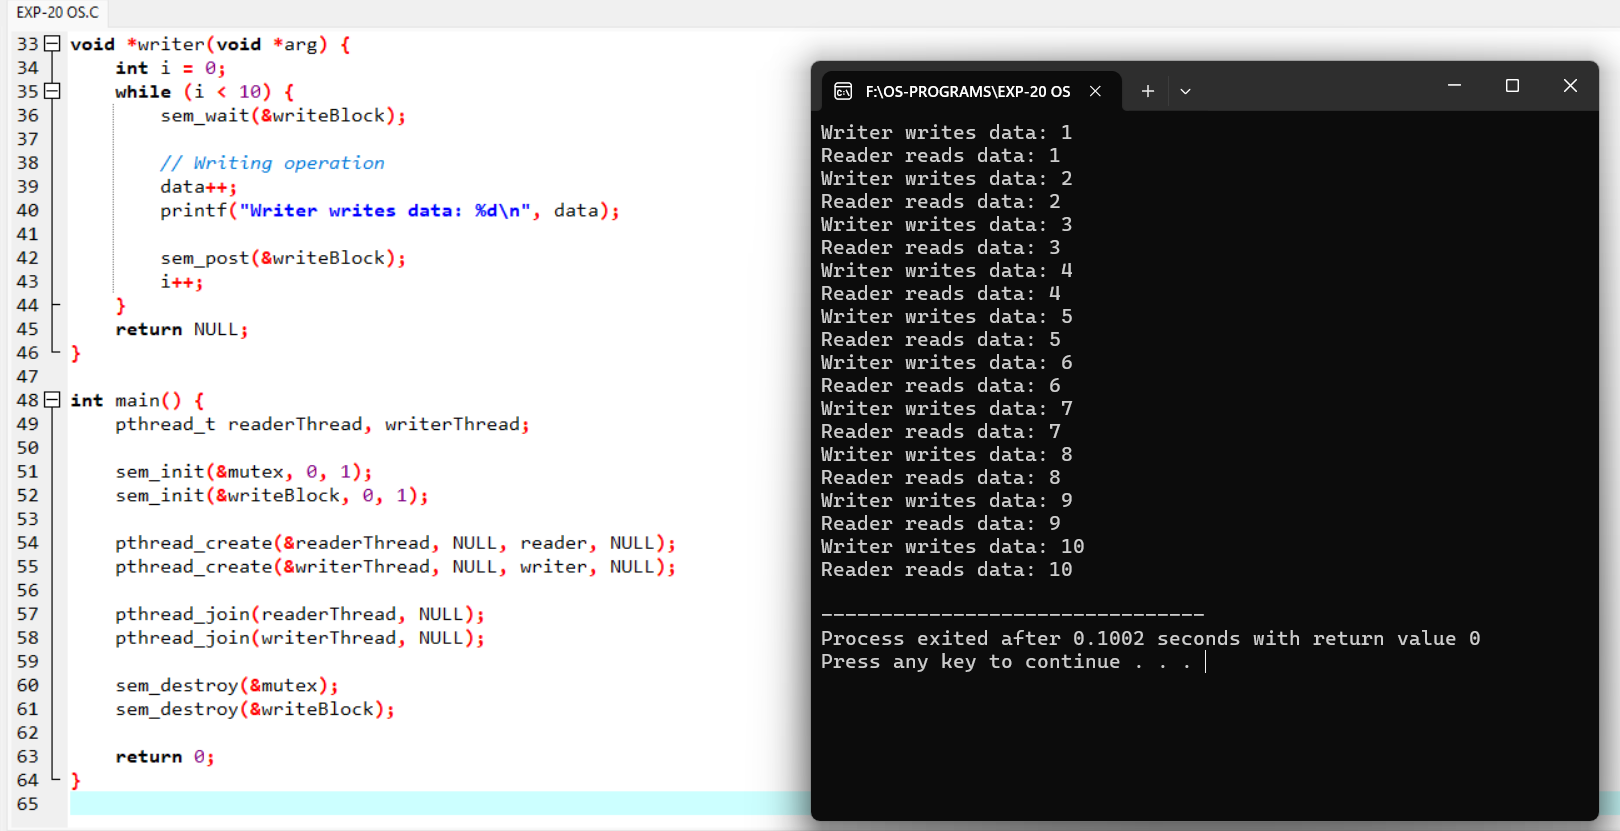 EXP-20 OS.C
33 void *writer(void *arg) {
34     int i = 0;
35     while (i < 10) {
36         sem_wait(&writeBlock);
37
38         // Writing operation
39         data++;
40         printf("Writer writes data: %d\n", data);
41
42         sem_post(&writeBlock);
43         i++;
44     }
45     return NULL;
46 }
47
48 int main() {
49     pthread_t readerThread, writerThread;
50
51     sem_init(&mutex, 0, 1);
52     sem_init(&writeBlock, 0, 1);
53
54     pthread_create(&readerThread, NULL, reader, NULL);
55     pthread_create(&writerThread, NULL, writer, NULL);
56
57     pthread_join(readerThread, NULL);
58     pthread_join(writerThread, NULL);
59
60     sem_destroy(&mutex);
61     sem_destroy(&writeBlock);
62
63     return 0;
64 }
65
F:\OS-PROGRAMS\EXP-20 OS
Writer writes data: 1
Reader reads data: 1
Writer writes data: 2
Reader reads data: 2
Writer writes data: 3
Reader reads data: 3
Writer writes data: 4
Reader reads data: 4
Writer writes data: 5
Reader reads data: 5
Writer writes data: 6
Reader reads data: 6
Writer writes data: 7
Reader reads data: 7
Writer writes data: 8
Reader reads data: 8
Writer writes data: 9
Reader reads data: 9
Writer writes data: 10
Reader reads data: 10
--------------------------------
Process exited after 0.1002 seconds with return value 0
Press any key to continue . . .